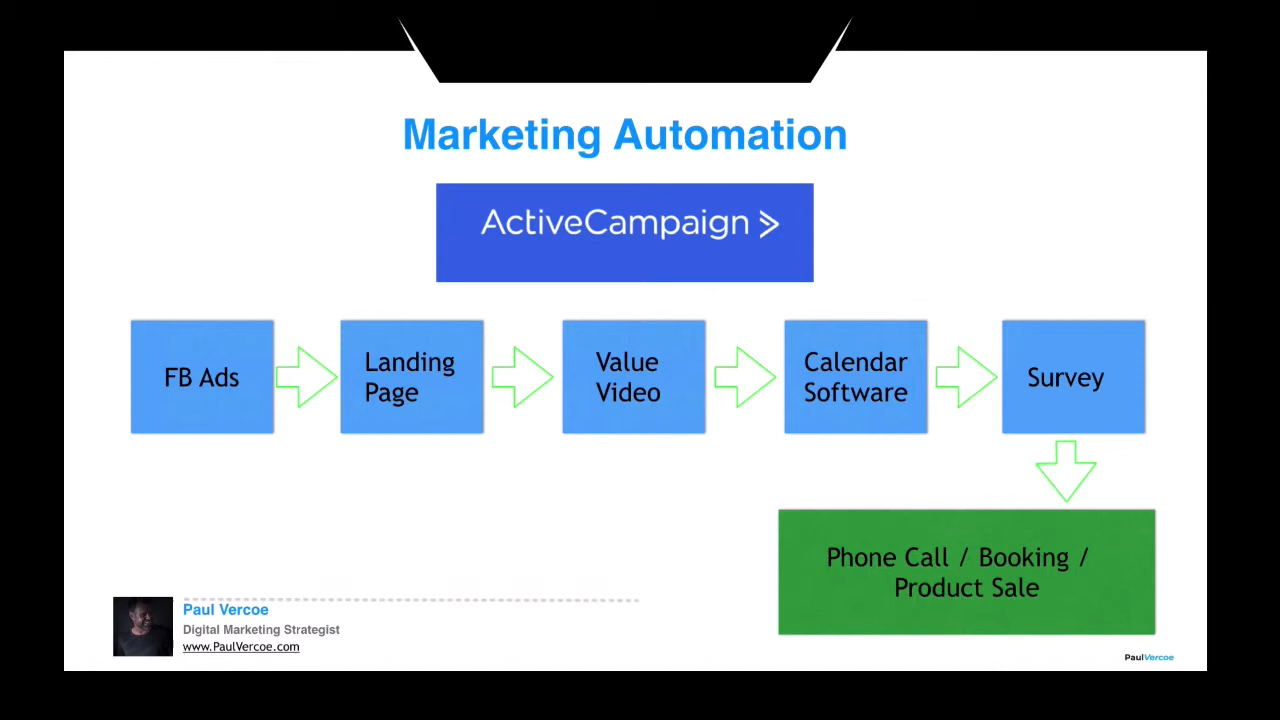 Marketing Automation
ActiveCampaign
FB Ads
Landing
Page
Value
Video
Calendar
Software
Survey
Phone Call / Booking /
Product Sale
Paul Vercoe
Digital Marketing Strategist
www.PaulVercoe.com
PaulVercoe